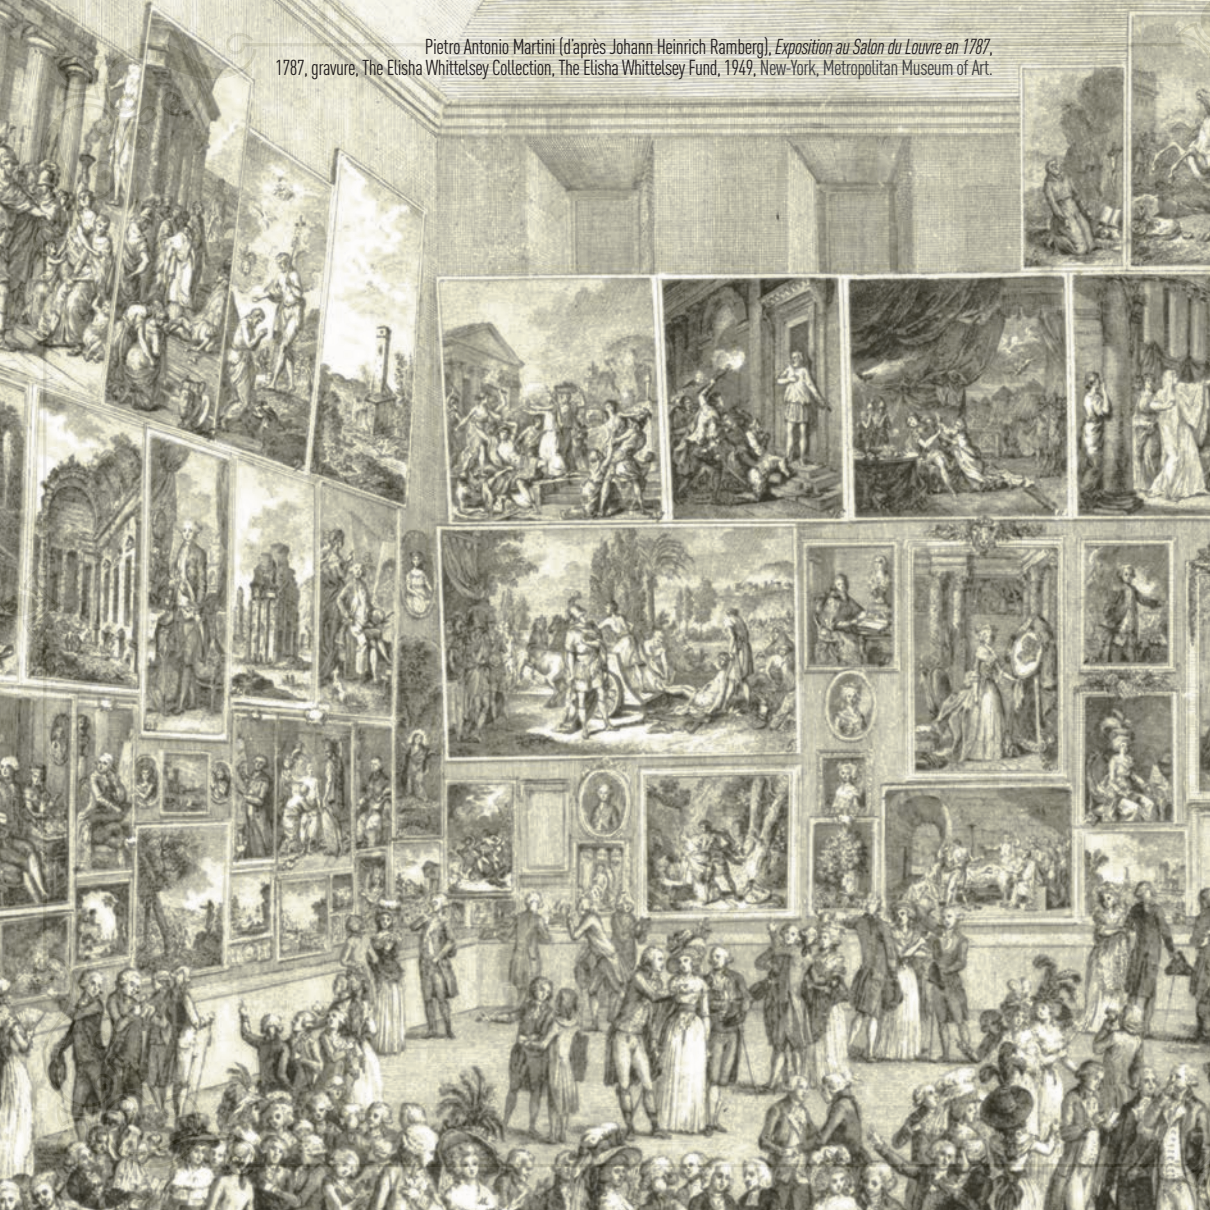 Pietro Antonio Martini (d'après Johann Heinrich Ramberg), Exposition au Salon du Louvre en 1787,
1787, gravure, The Elisha Whittelsey Collection, The Elisha Whittelsey Fund, 1949, New-York, Metropolitan Museum of Art.